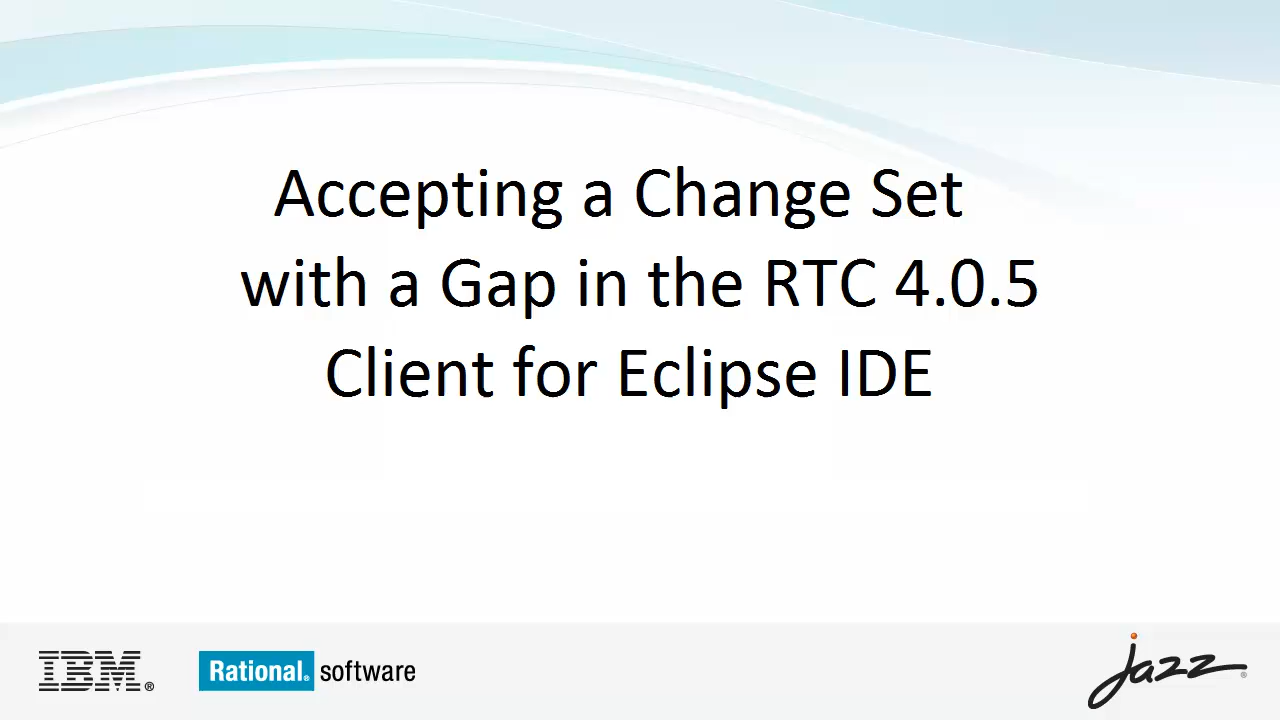 Accepting a Change Set
with a Gap in the RTC 4.0.5
Client for Eclipse IDE
IBM® Rational® software jazz®